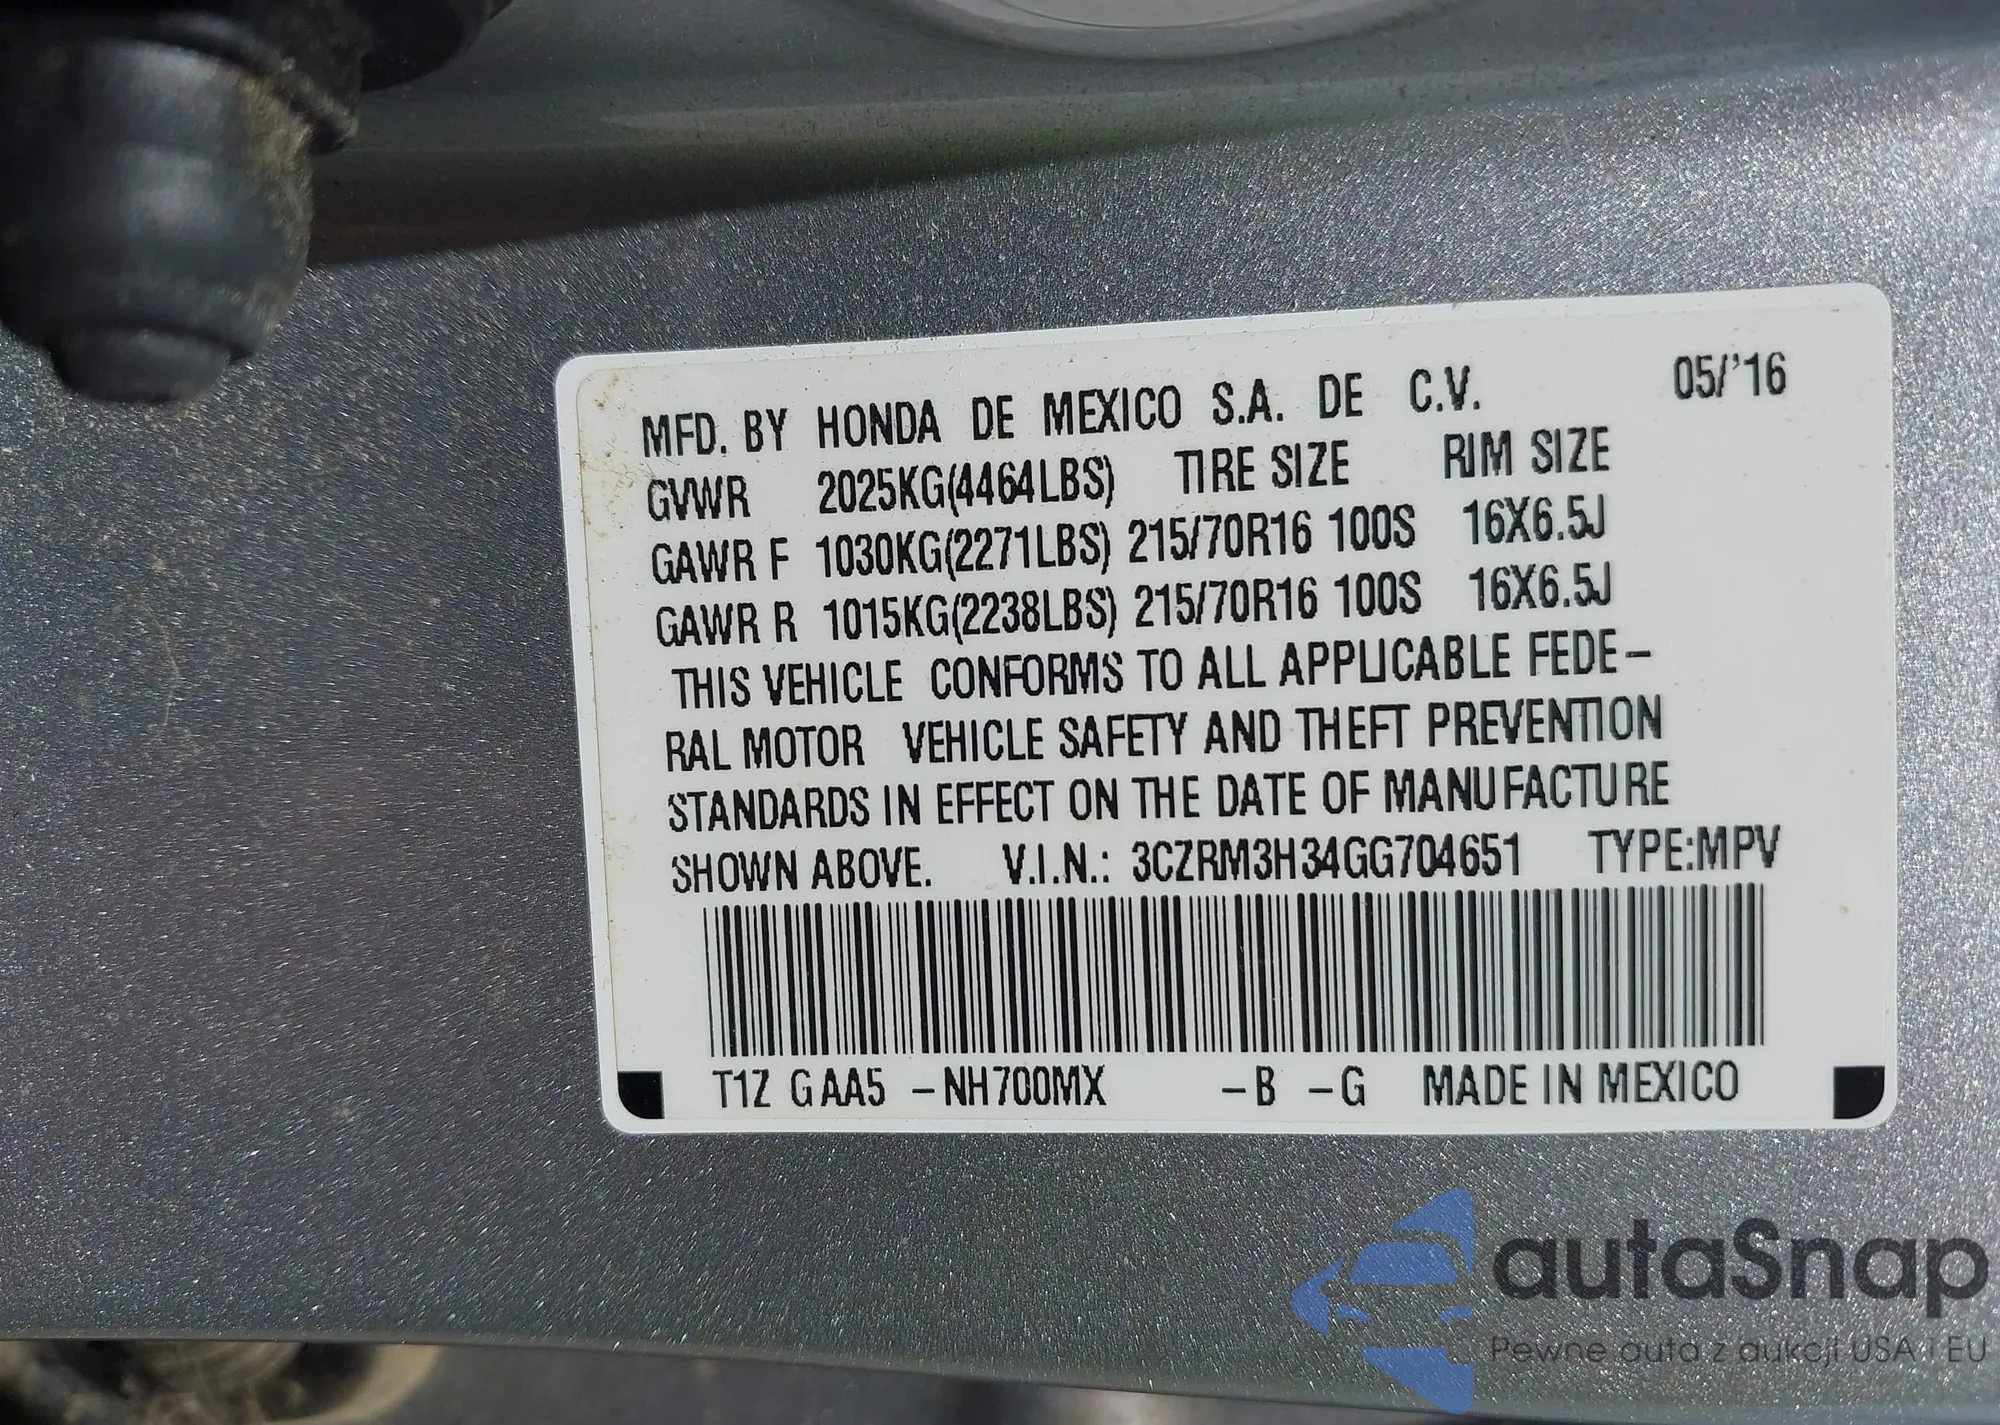 MFD. BY HONDA DE MEXICO S.A. DE C.V. 05/'16
GVWR 2025KG(4464LBS) TIRE SIZE RIM SIZE
GAWR F 1030KG(2271LBS) 215/70R16 100S 16X6.5J
GAWR R 1015KG(2238LBS) 215/70R16 100S 16X6.5J
THIS VEHICLE CONFORMS TO ALL APPLICABLE FEDE-
RAL MOTOR VEHICLE SAFETY AND THEFT PREVENTION
STANDARDS IN EFFECT ON THE DATE OF MANUFACTURE
SHOWN ABOVE. V.I.N.: 3CZRM3H34GG704651 TYPE:MPV
T1Z GAA5 -NH700MX -B -G MADE IN MEXICO
autaSnap
Pewne auta z aukcji USA i EU